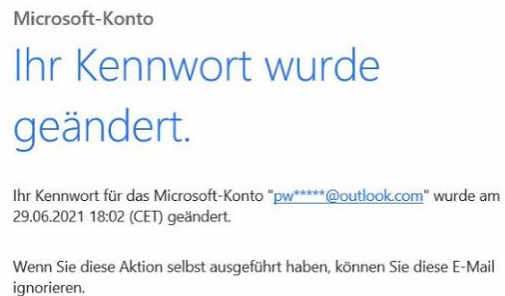 Microsoft-Konto
Ihr Kennwort wurde
geändert.
Ihr Kennwort für das Microsoft-Konto "pw*****@outlook.com" wurde am
29.06.2021 18:02 (CET) geändert.
Wenn Sie diese Aktion selbst ausgeführt haben, können Sie diese E-Mail
ignorieren.